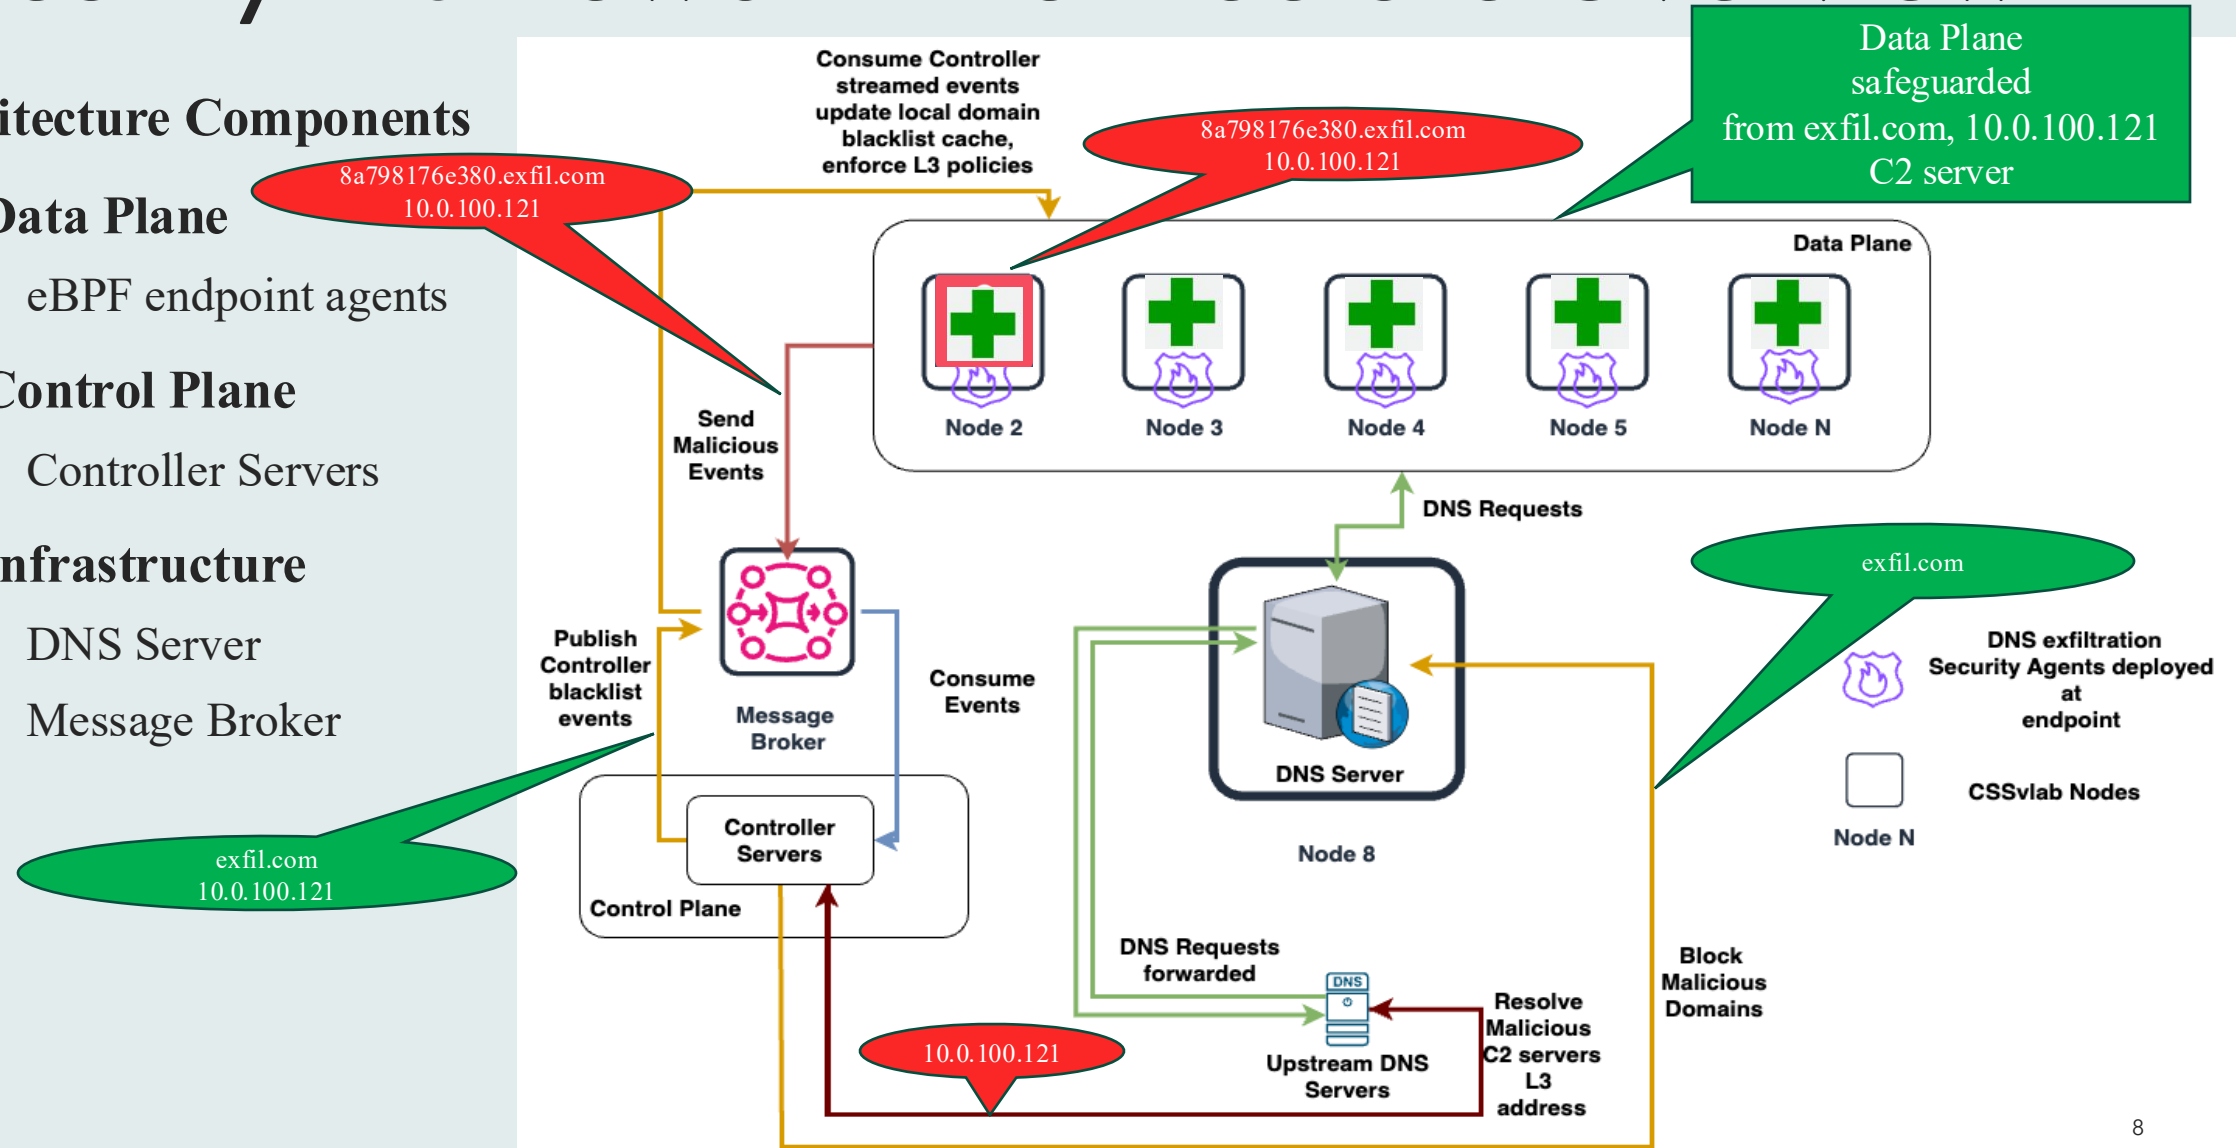 itecture Components
Data Plane
eBPF endpoint agents
Control Plane
Controller Servers
nfrastructure
DNS Server
Message Broker
Consume Controller
streamed events
update local domain
blacklist cache,
enforce L3 policies
8a798176e380.exfil.com
10.0.100.121
8a798176e380.exfil.com
10.0.100.121
Data Plane
safeguarded
from exfil.com, 10.0.100.121
C2 server
Data Plane
Node 2
Node 3
Node 4
Node 5
Node N
Send
Malicious
Events
DNS Requests
exfil.com
Publish
Controller
blacklist
events
Message
Broker
Consume
Events
DNS Server
Node 8
DNS exfiltration
Security Agents deployed
at
endpoint
CSSvlab Nodes
Node N
Controller
Servers
Control Plane
exfil.com
10.0.100.121
DNS Requests
forwarded
DNS
Upstream DNS
Servers
Resolve
Malicious
C2 servers
L3
address
Block
Malicious
Domains
10.0.100.121
8